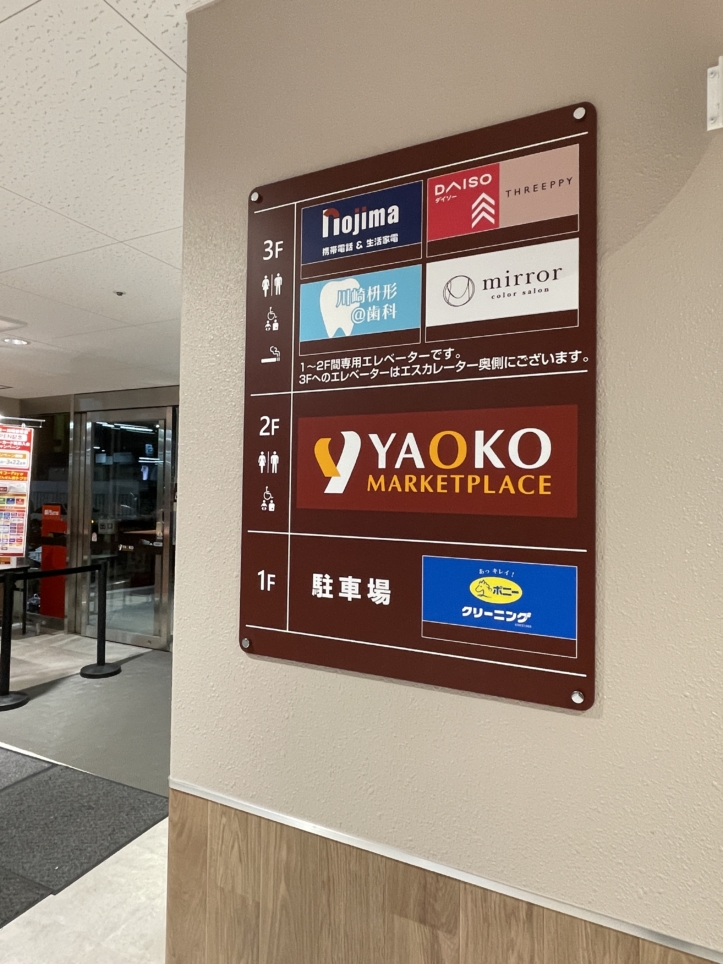 3F
nojima
携帯電話 & 生活家電
DAISO
ダイソー
THREEPPY
川崎枡形
@歯科
mirror
color salon
1～2F間専用エレベーターです。
3Fへのエレベーターはエスカレーター奥側にございます。
2F
YAOKO
MARKETPLACE
1F
駐車場
あっ キレイ！
ポニー
クリーニング